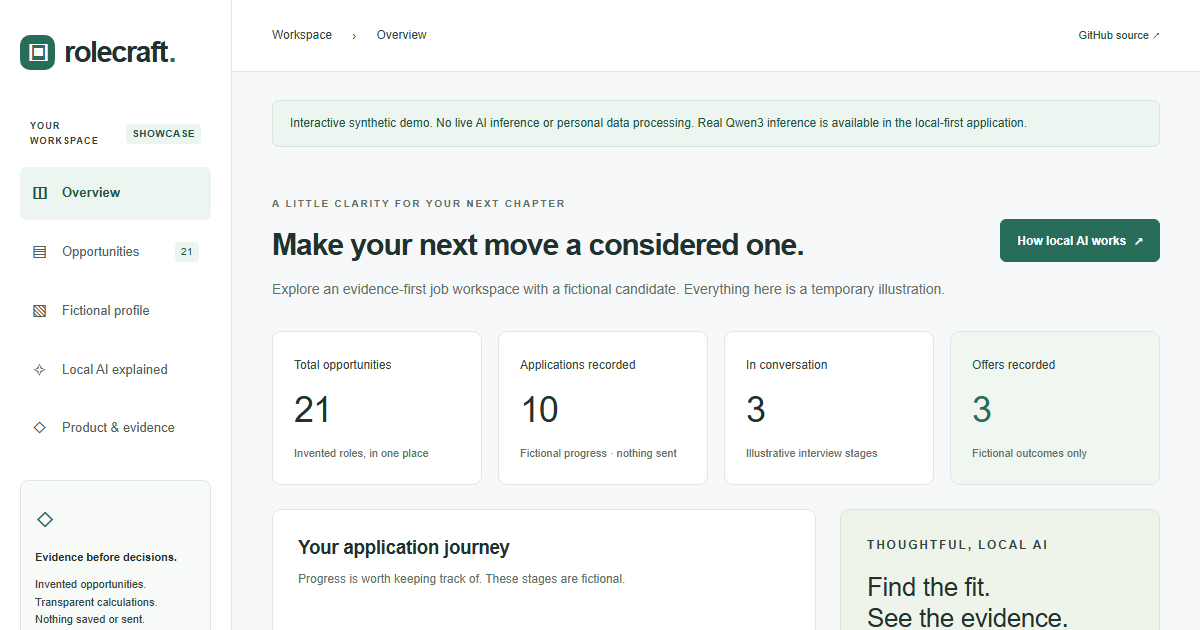 rolecraft.
YOUR
WORKSPACE
SHOWCASE
Overview
Opportunities
21
Fictional profile
Local AI explained
Product & evidence
Evidence before decisions.
Invented opportunities.
Transparent calculations.
Nothing saved or sent.
Workspace › Overview
GitHub source ↗
Interactive synthetic demo. No live AI inference or personal data processing. Real Qwen3 inference is available in the local-first application.
A LITTLE CLARITY FOR YOUR NEXT CHAPTER
Make your next move a considered one.
How local AI works ↗
Explore an evidence-first job workspace with a fictional candidate. Everything here is a temporary illustration.
Total opportunities
21
Invented roles, in one place
Applications recorded
10
Fictional progress · nothing sent
In conversation
3
Illustrative interview stages
Offers recorded
3
Fictional outcomes only
Your application journey
Progress is worth keeping track of. These stages are fictional.
THOUGHTFUL, LOCAL AI
Find the fit.
See the evidence.